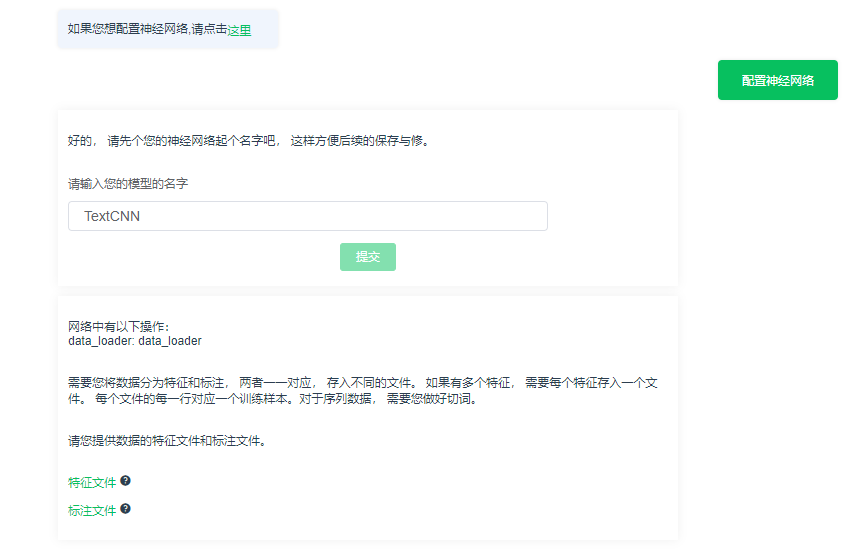 如果您想配置神经网络,请点击这里
配置神经网络
好的， 请先个您的神经网络起个名字吧， 这样方便后续的保存与修。
请输入您的模型的名字
TextCNN
提交
网络中有以下操作：
data_loader: data_loader
需要您将数据分为特征和标注， 两者一一对应， 存入不同的文件。 如果有多个特征， 需要每个特征存入一个文
件。 每个文件的每一行对应一个训练样本。对于序列数据， 需要您做好切词。
请您提供数据的特征文件和标注文件。
特征文件 ?
标注文件 ?